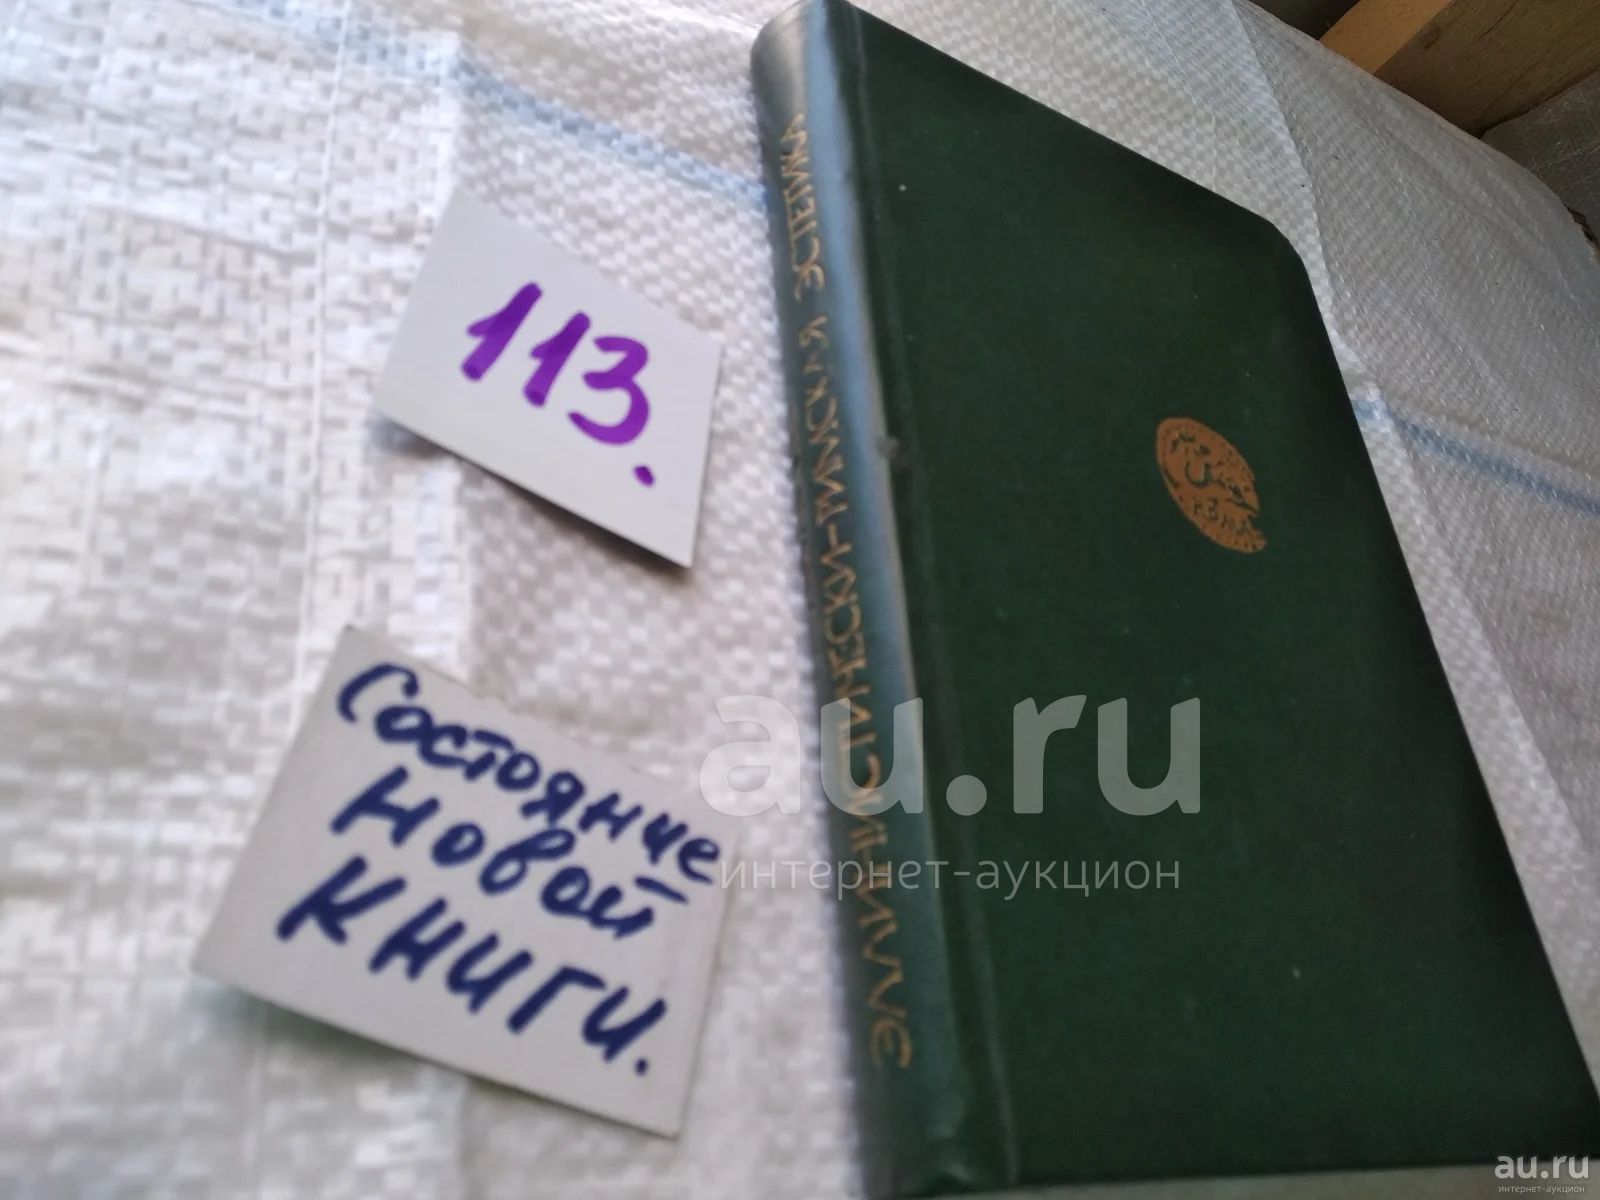 113.
Состояние
новой
книги.
ЭЛЛИНИСТИЧЕСКИ-РИМСКАЯ ЭСТЕТИКА
au.ru
интернет-аукцион
au.ru
интернет-аукцион